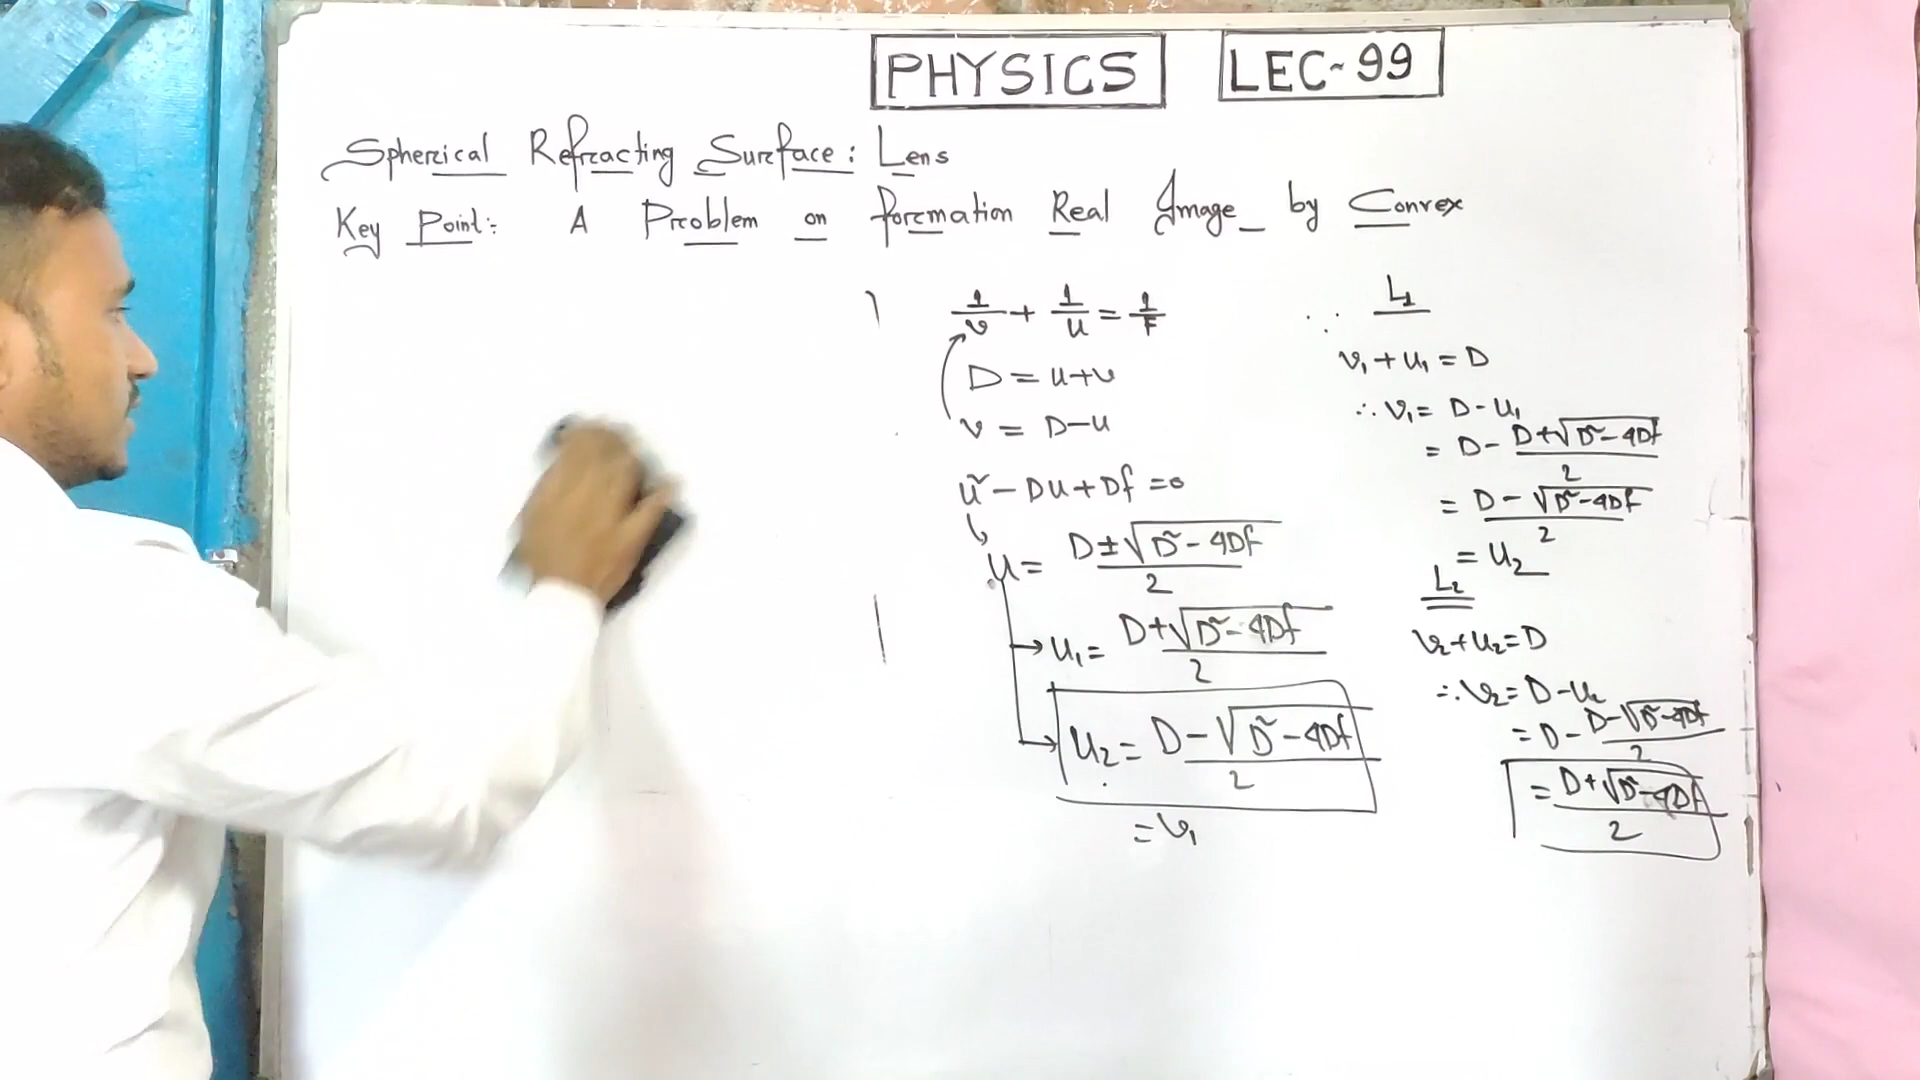 PHYSICS LEC-99
Spherical Refracting Surface: Lens
Key Point: A Problem on formation Real Image by Convex
1/v + 1/u = 1/F
D = u+v
v = D-u
u² - Du + Df = 0
u = (D±√(D²-4Df))/2
u₁ = (D+√(D²-4Df))/2
u₂ = (D-√(D²-4Df))/2
= v₁
∵ L₁
v₁ + u₁ = D
∴ v₁ = D - u₁
= D - (D+√(D²-4Df))/2
= (D-√(D²-4Df))/2
= u₂
L₂
v₂+u₂=D
∴ v₂ = D-u₂
= D - (D-√(D²-4Df))/2
= (D+√(D²-4Df))/2